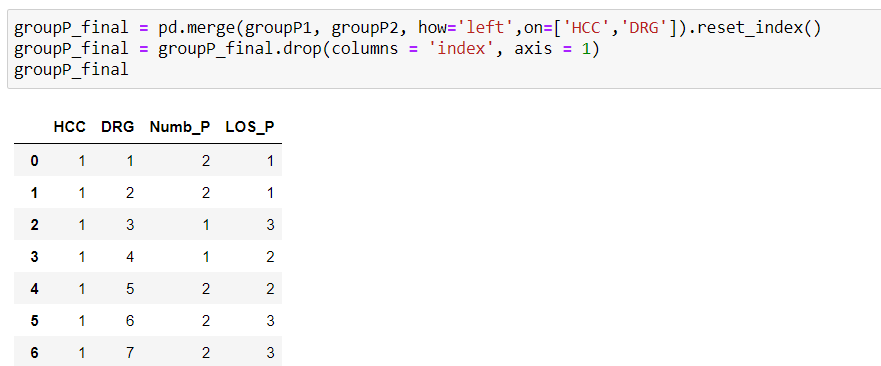 groupP_final = pd.merge(groupP1, groupP2, how='left',on=['HCC','DRG']).reset_index()
groupP_final = groupP_final.drop(columns = 'index', axis = 1)
groupP_final
HCC DRG Numb_P LOS_P
0 1 1 2 1
1 1 2 2 1
2 1 3 1 3
3 1 4 1 2
4 1 5 2 2
5 1 6 2 3
6 1 7 2 3